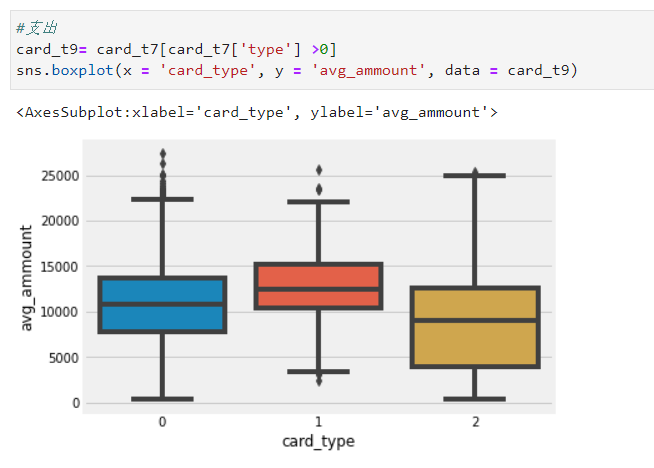 #支出
card_t9= card_t7[card_t7['type'] >0]
sns.boxplot(x = 'card_type', y = 'avg_ammount', data = card_t9)
<AxesSubplot:xlabel='card_type', ylabel='avg_ammount'>
25000
20000
15000
10000
5000
0
avg_ammount
0 1 2
card_type